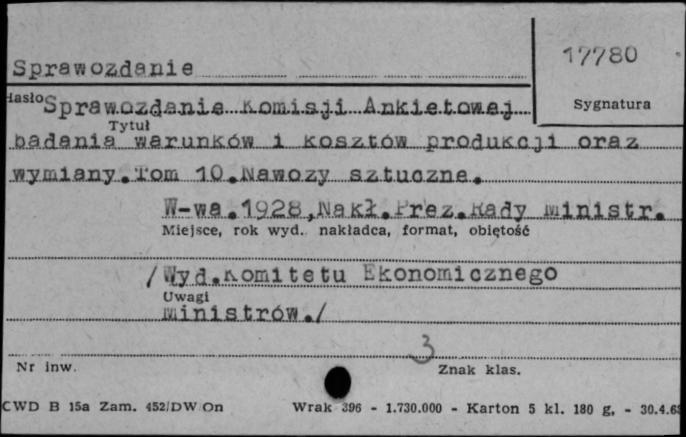 17780
Sprawozdanie
Hasło Sprawozdanie Komisji Ankietowej
Sygnatura
Tytuł
badania warunków i kosztów produkcji oraz
wymiany.Tom 10.Nawozy sztuczne.
W-wa.1928,Nakł.Prez.Rady Ministr.
Miejsce, rok wyd. nakładca, format, objętość
/Wyd.Komitetu Ekonomicznego
Uwagi
Ministrów./
3
Nr inw.
Znak klas.
CWD B 15a Zam. 452/DW/On Wrak 396 - 1.730.000 - Karton 5 kl. 180 g, - 30.4.68